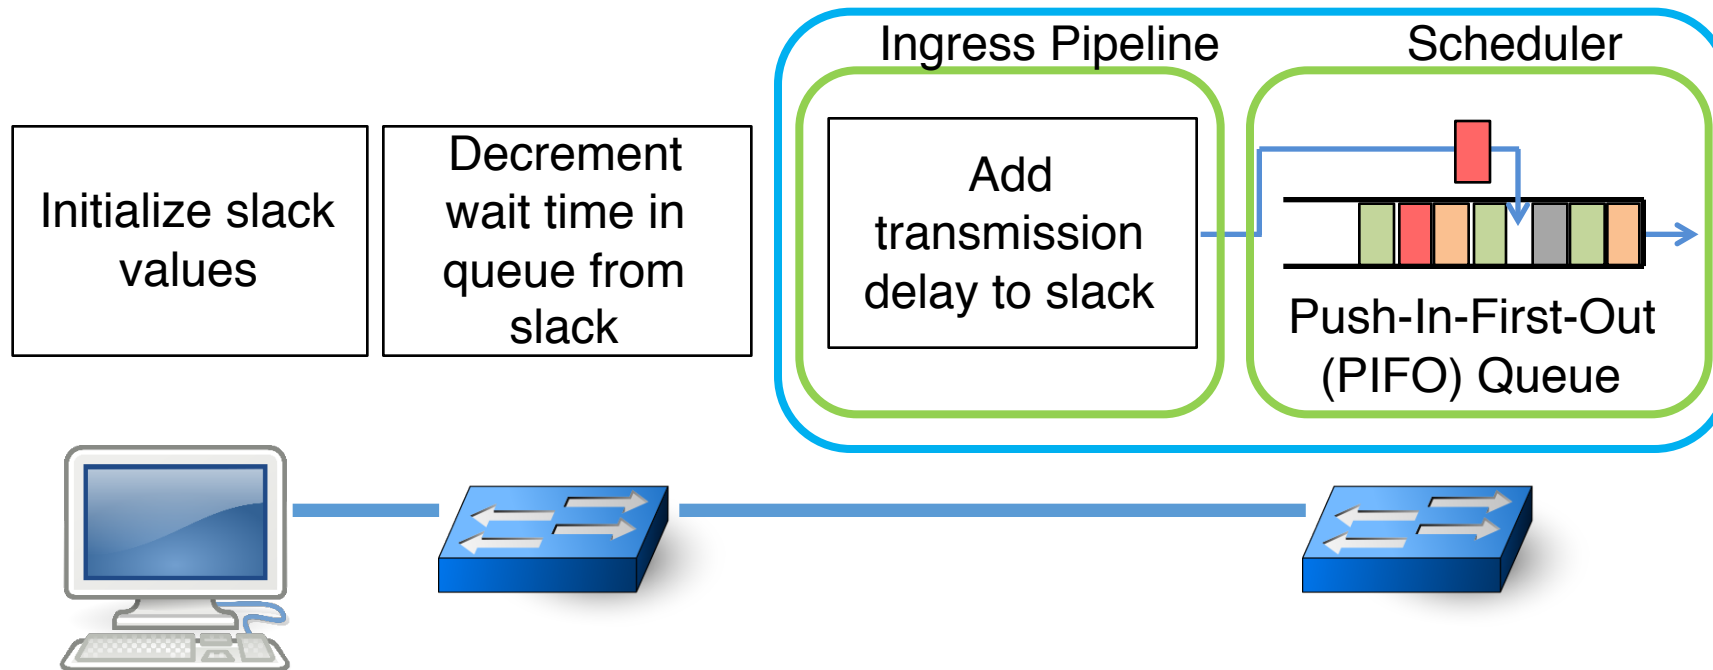 Ingress Pipeline
Scheduler
Initialize slack
values
Decrement
wait time in
queue from
slack
Add
transmission
delay to slack
Push-In-First-Out
(PIFO) Queue